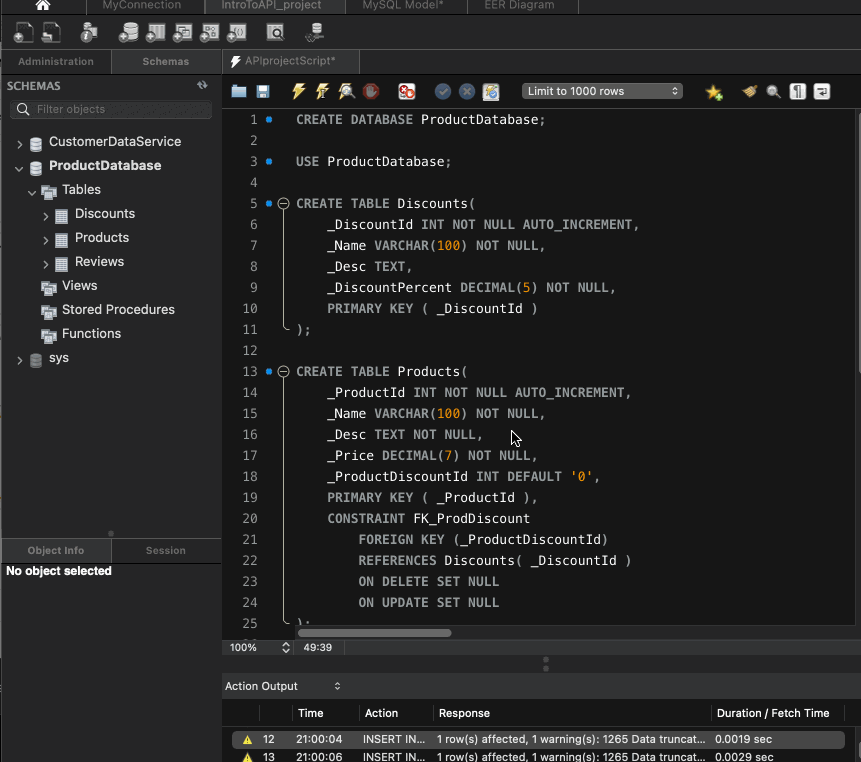 MyConnection IntroToAPI_project MySQL Model* EER Diagram
Administration Schemas APIprojectScript*
SCHEMAS
Filter objects
Limit to 1000 rows
CustomerDataService
ProductDatabase
Tables
Discounts
Products
Reviews
Views
Stored Procedures
Functions
sys
Object Info Session
No object selected
1 CREATE DATABASE ProductDatabase;
2
3 USE ProductDatabase;
4
5 CREATE TABLE Discounts(
6 _DiscountId INT NOT NULL AUTO_INCREMENT,
7 _Name VARCHAR(100) NOT NULL,
8 _Desc TEXT,
9 _DiscountPercent DECIMAL(5) NOT NULL,
10 PRIMARY KEY ( _DiscountId )
11 );
12
13 CREATE TABLE Products(
14 _ProductId INT NOT NULL AUTO_INCREMENT,
15 _Name VARCHAR(100) NOT NULL,
16 _Desc TEXT NOT NULL,
17 _Price DECIMAL(7) NOT NULL,
18 _ProductDiscountId INT DEFAULT '0',
19 PRIMARY KEY ( _ProductId ),
20 CONSTRAINT FK_ProdDiscount
21 FOREIGN KEY (_ProductDiscountId)
22 REFERENCES Discounts( _DiscountId )
23 ON DELETE SET NULL
24 ON UPDATE SET NULL
25 );
100% 49:39
Action Output
Time Action Response Duration / Fetch Time
12 21:00:04 INSERT IN... 1 row(s) affected, 1 warning(s): 1265 Data truncat... 0.0019 sec
13 21:00:06 INSERT IN... 1 row(s) affected, 1 warning(s): 1265 Data truncat... 0.0029 sec